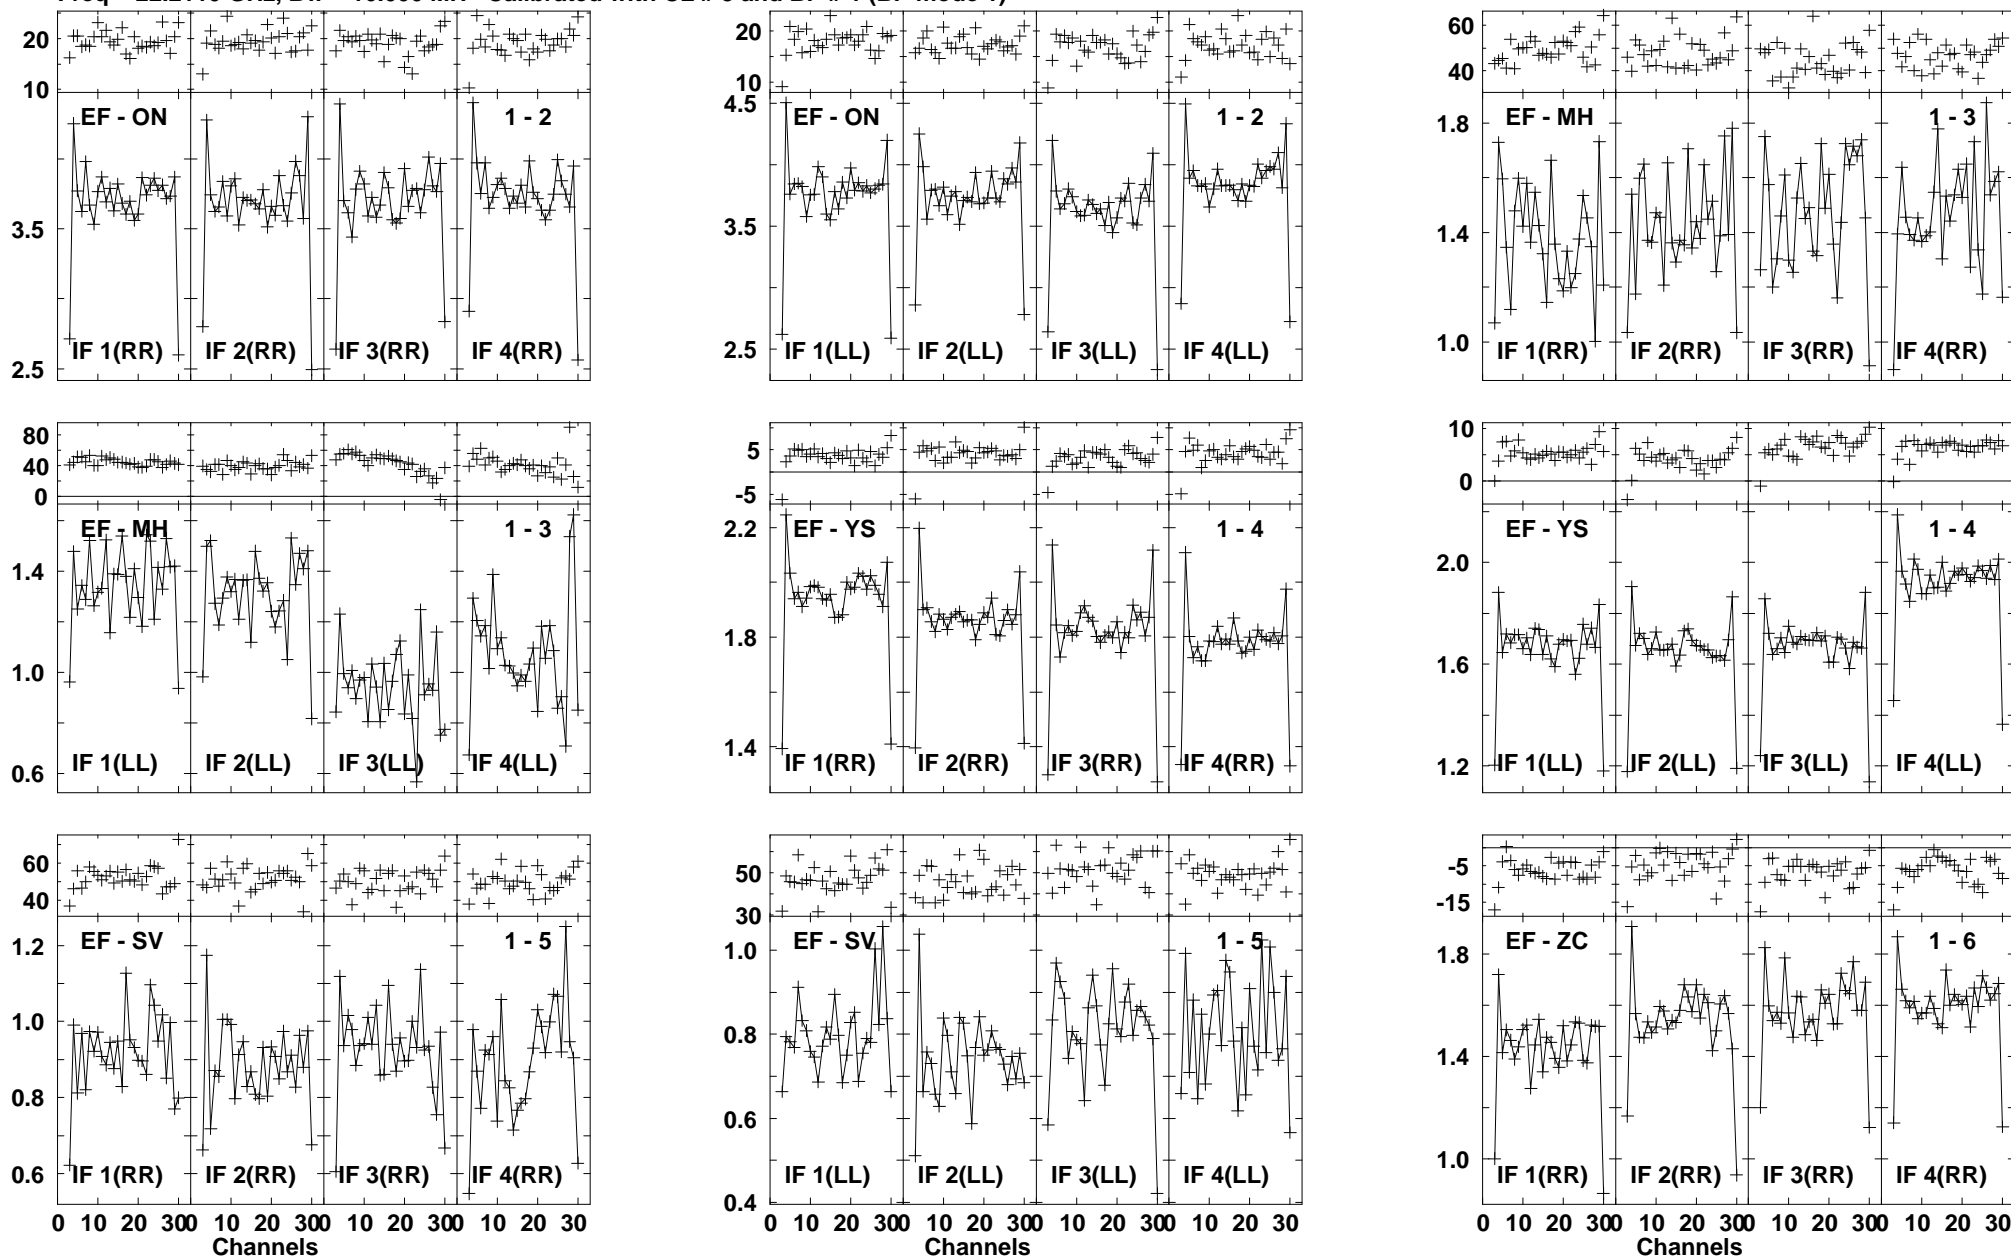 20 20 60
10 10 40
EF - ON 1 - 2 4.5 EF - ON 1 - 2 1.8 EF - MH 1 - 3
3.5 3.5 1.4
2.5 IF 1(RR) IF 2(RR) IF 3(RR) IF 4(RR) 2.5 IF 1(LL) IF 2(LL) IF 3(LL) IF 4(LL) 1.0 IF 1(RR) IF 2(RR) IF 3(RR) IF 4(RR)
80 5 10
40 -5 0
0
EF - MH 1 - 3 2.2 EF - YS 1 - 4 EF - YS 1 - 4
1.4 1.8 2.0
1.0 1.4 1.6
0.6 IF 1(LL) IF 2(LL) IF 3(LL) IF 4(LL) IF 1(RR) IF 2(RR) IF 3(RR) IF 4(RR) 1.2 IF 1(LL) IF 2(LL) IF 3(LL) IF 4(LL)
60 50 -5
40 30 -15
1.2 EF - SV 1 - 5 1.0 EF - SV 1 - 5 1.8 EF - ZC 1 - 6
1.0 0.8 1.4
0.8 0.6 1.0
0.6 IF 1(RR) IF 2(RR) IF 3(RR) IF 4(RR) 0.4 IF 1(LL) IF 2(LL) IF 3(LL) IF 4(LL) IF 1(RR) IF 2(RR) IF 3(RR) IF 4(RR)
0 10 20 30 0 10 20 30 0 10 20 30 0 10 20 30 0 10 20 30 0 10 20 30 0 10 20 30 0 10 20 30 0 10 20 30 0 10 20 30 0 10 20 30 0 10 20 30
Channels Channels Channels